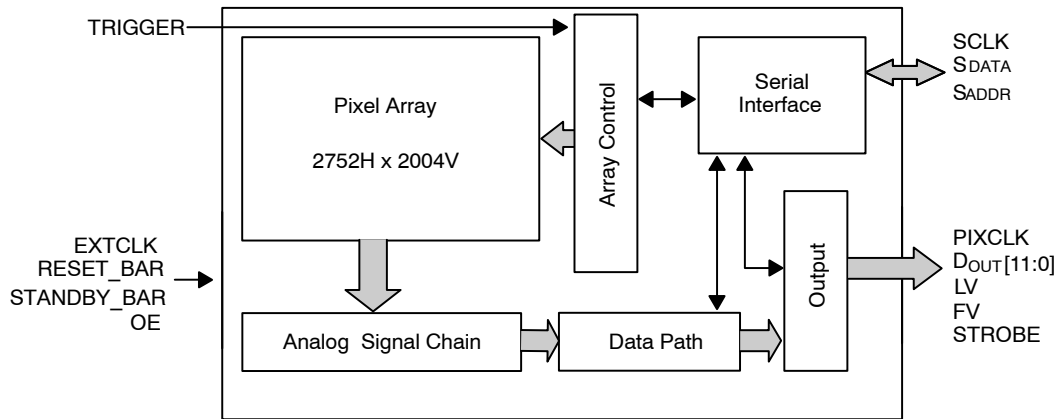 TRIGGER
Pixel Array
2752H x 2004V
Array Control
Serial
Interface
SCLK
SDATA
SADDR
EXTCLK
RESET_BAR
STANDBY_BAR
OE
Analog Signal Chain
Data Path
Output
PIXCLK
DOUT[11:0]
LV
FV
STROBE